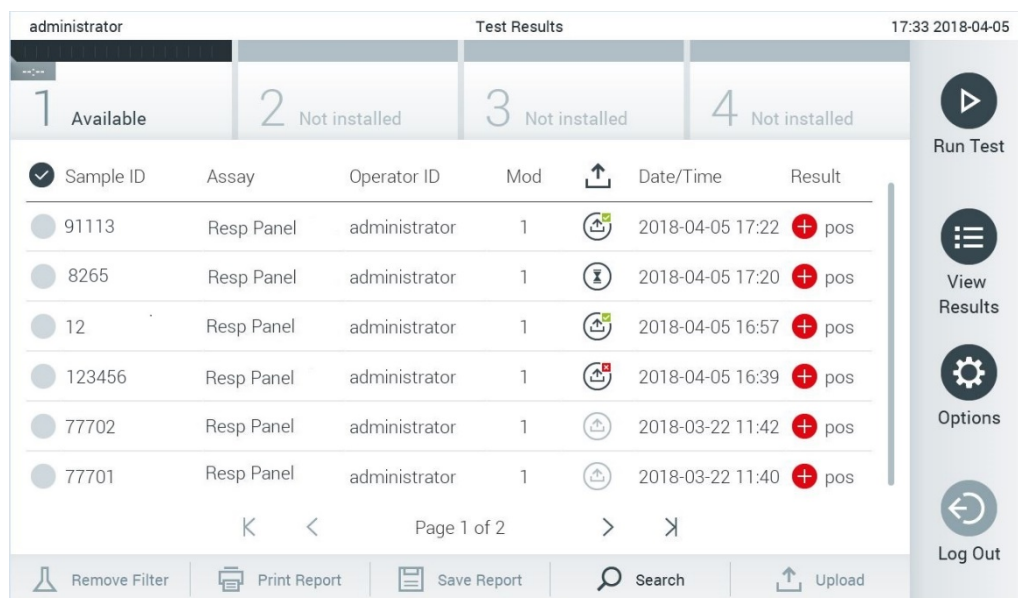 administrator Test Results 17:33 2018-04-05
--:--
1 Available 2 Not installed 3 Not installed 4 Not installed
Run Test
Sample ID Assay Operator ID Mod Date/Time Result
91113 Resp Panel administrator 1 2018-04-05 17:22 pos
8265 Resp Panel administrator 1 2018-04-05 17:20 pos
View
Results
12 Resp Panel administrator 1 2018-04-05 16:57 pos
123456 Resp Panel administrator 1 2018-04-05 16:39 pos
Options
77702 Resp Panel administrator 1 2018-03-22 11:42 pos
77701 Resp Panel administrator 1 2018-03-22 11:40 pos
Page 1 of 2
Log Out
Remove Filter Print Report Save Report Search Upload